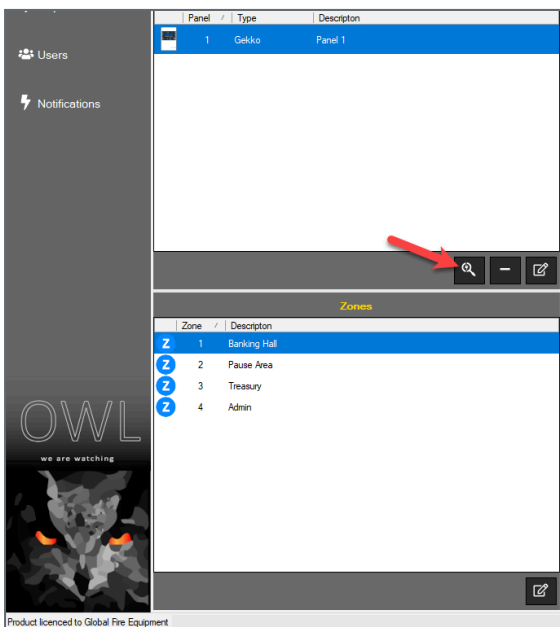 Users
Notifications
OWL
we are watching
Panel / Type Descripton
1 Gekko Panel 1
Zones
Zone / Descripton
Z 1 Banking Hall
Z 2 Pause Area
Z 3 Treasury
Z 4 Admin
Product licenced to Global Fire Equipment